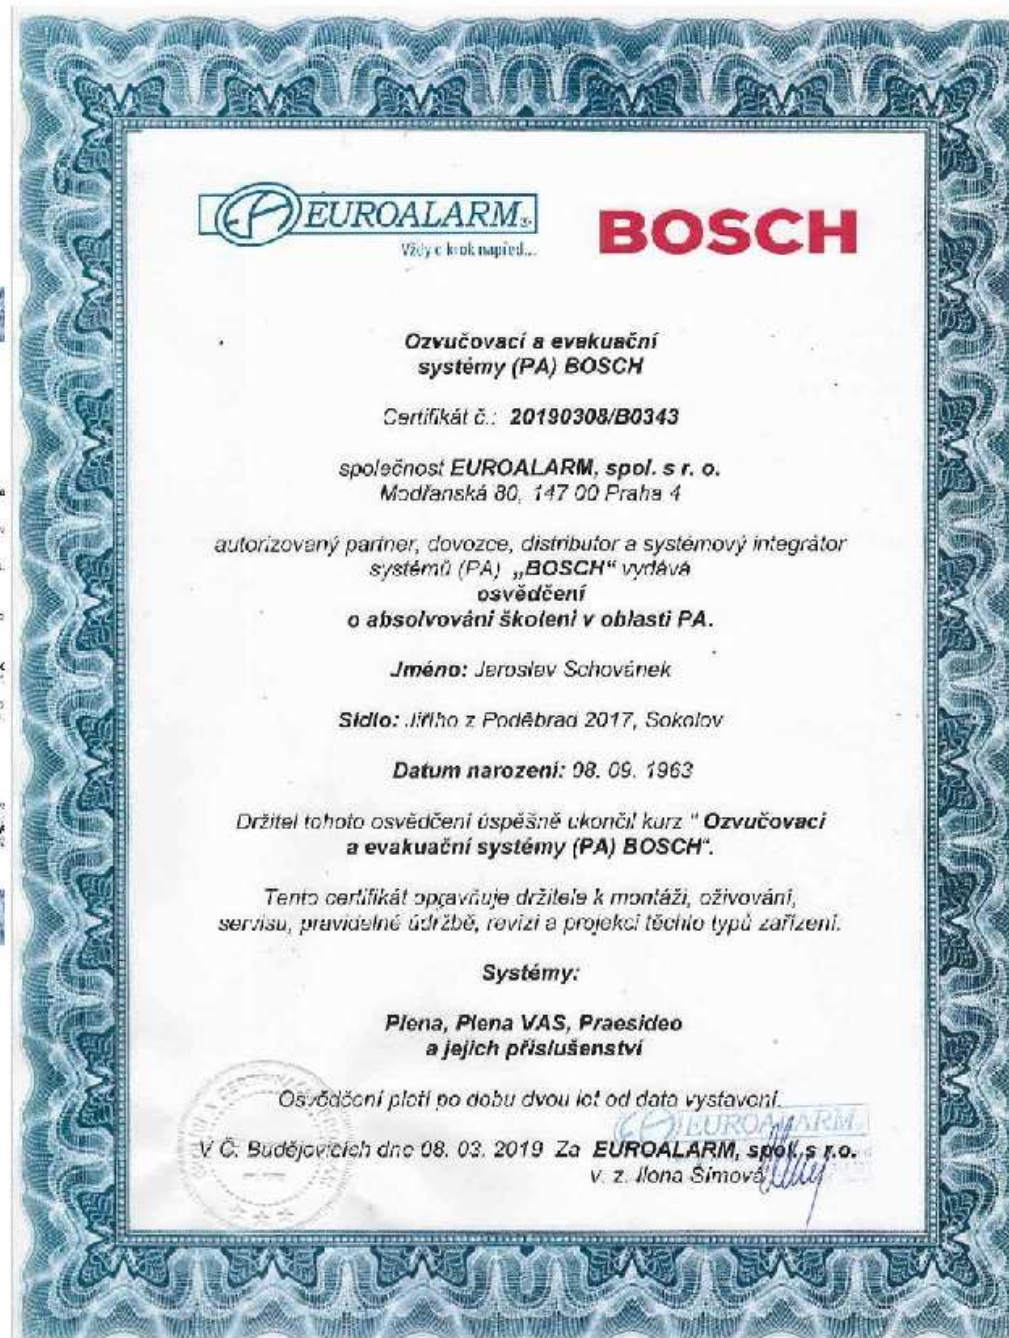 EUROALARM
Vždy o krok napřed...
BOSCH
Ozvučovací a evakuační
systémy (PA) BOSCH
Certifikát č.: 20190308/B0343
společnost EUROALARM, spol. s r. o.
Modřanská 80, 147 00 Praha 4
autorizovaný partner, dovozce, distributor a systémový integrátor
systémů (PA) „BOSCH“ vydává
osvědčení
o absolvování školení v oblasti PA.
Jméno: Jaroslav Schovánek
Sídlo: Jiřího z Poděbrad 2017, Sokolov
Datum narození: 08. 09. 1963
Držitel tohoto osvědčení úspěšně ukončil kurz " Ozvučovací
a evakuační systémy (PA) BOSCH“.
Tento certifikát opravňuje držitele k montáži, oživování,
servisu, pravidelné údržbě, revizi a projekci těchto typů zařízení.
Systémy:
Plena, Plena VAS, Praesideo
a jejich příslušenství
Osvědčení platí po dobu dvou let od data vystavení.
EUROALARM
V Č. Budějovicích dne 08. 03. 2019 Za EUROALARM, spol. s r.o.
v. z. Ilona Šímová